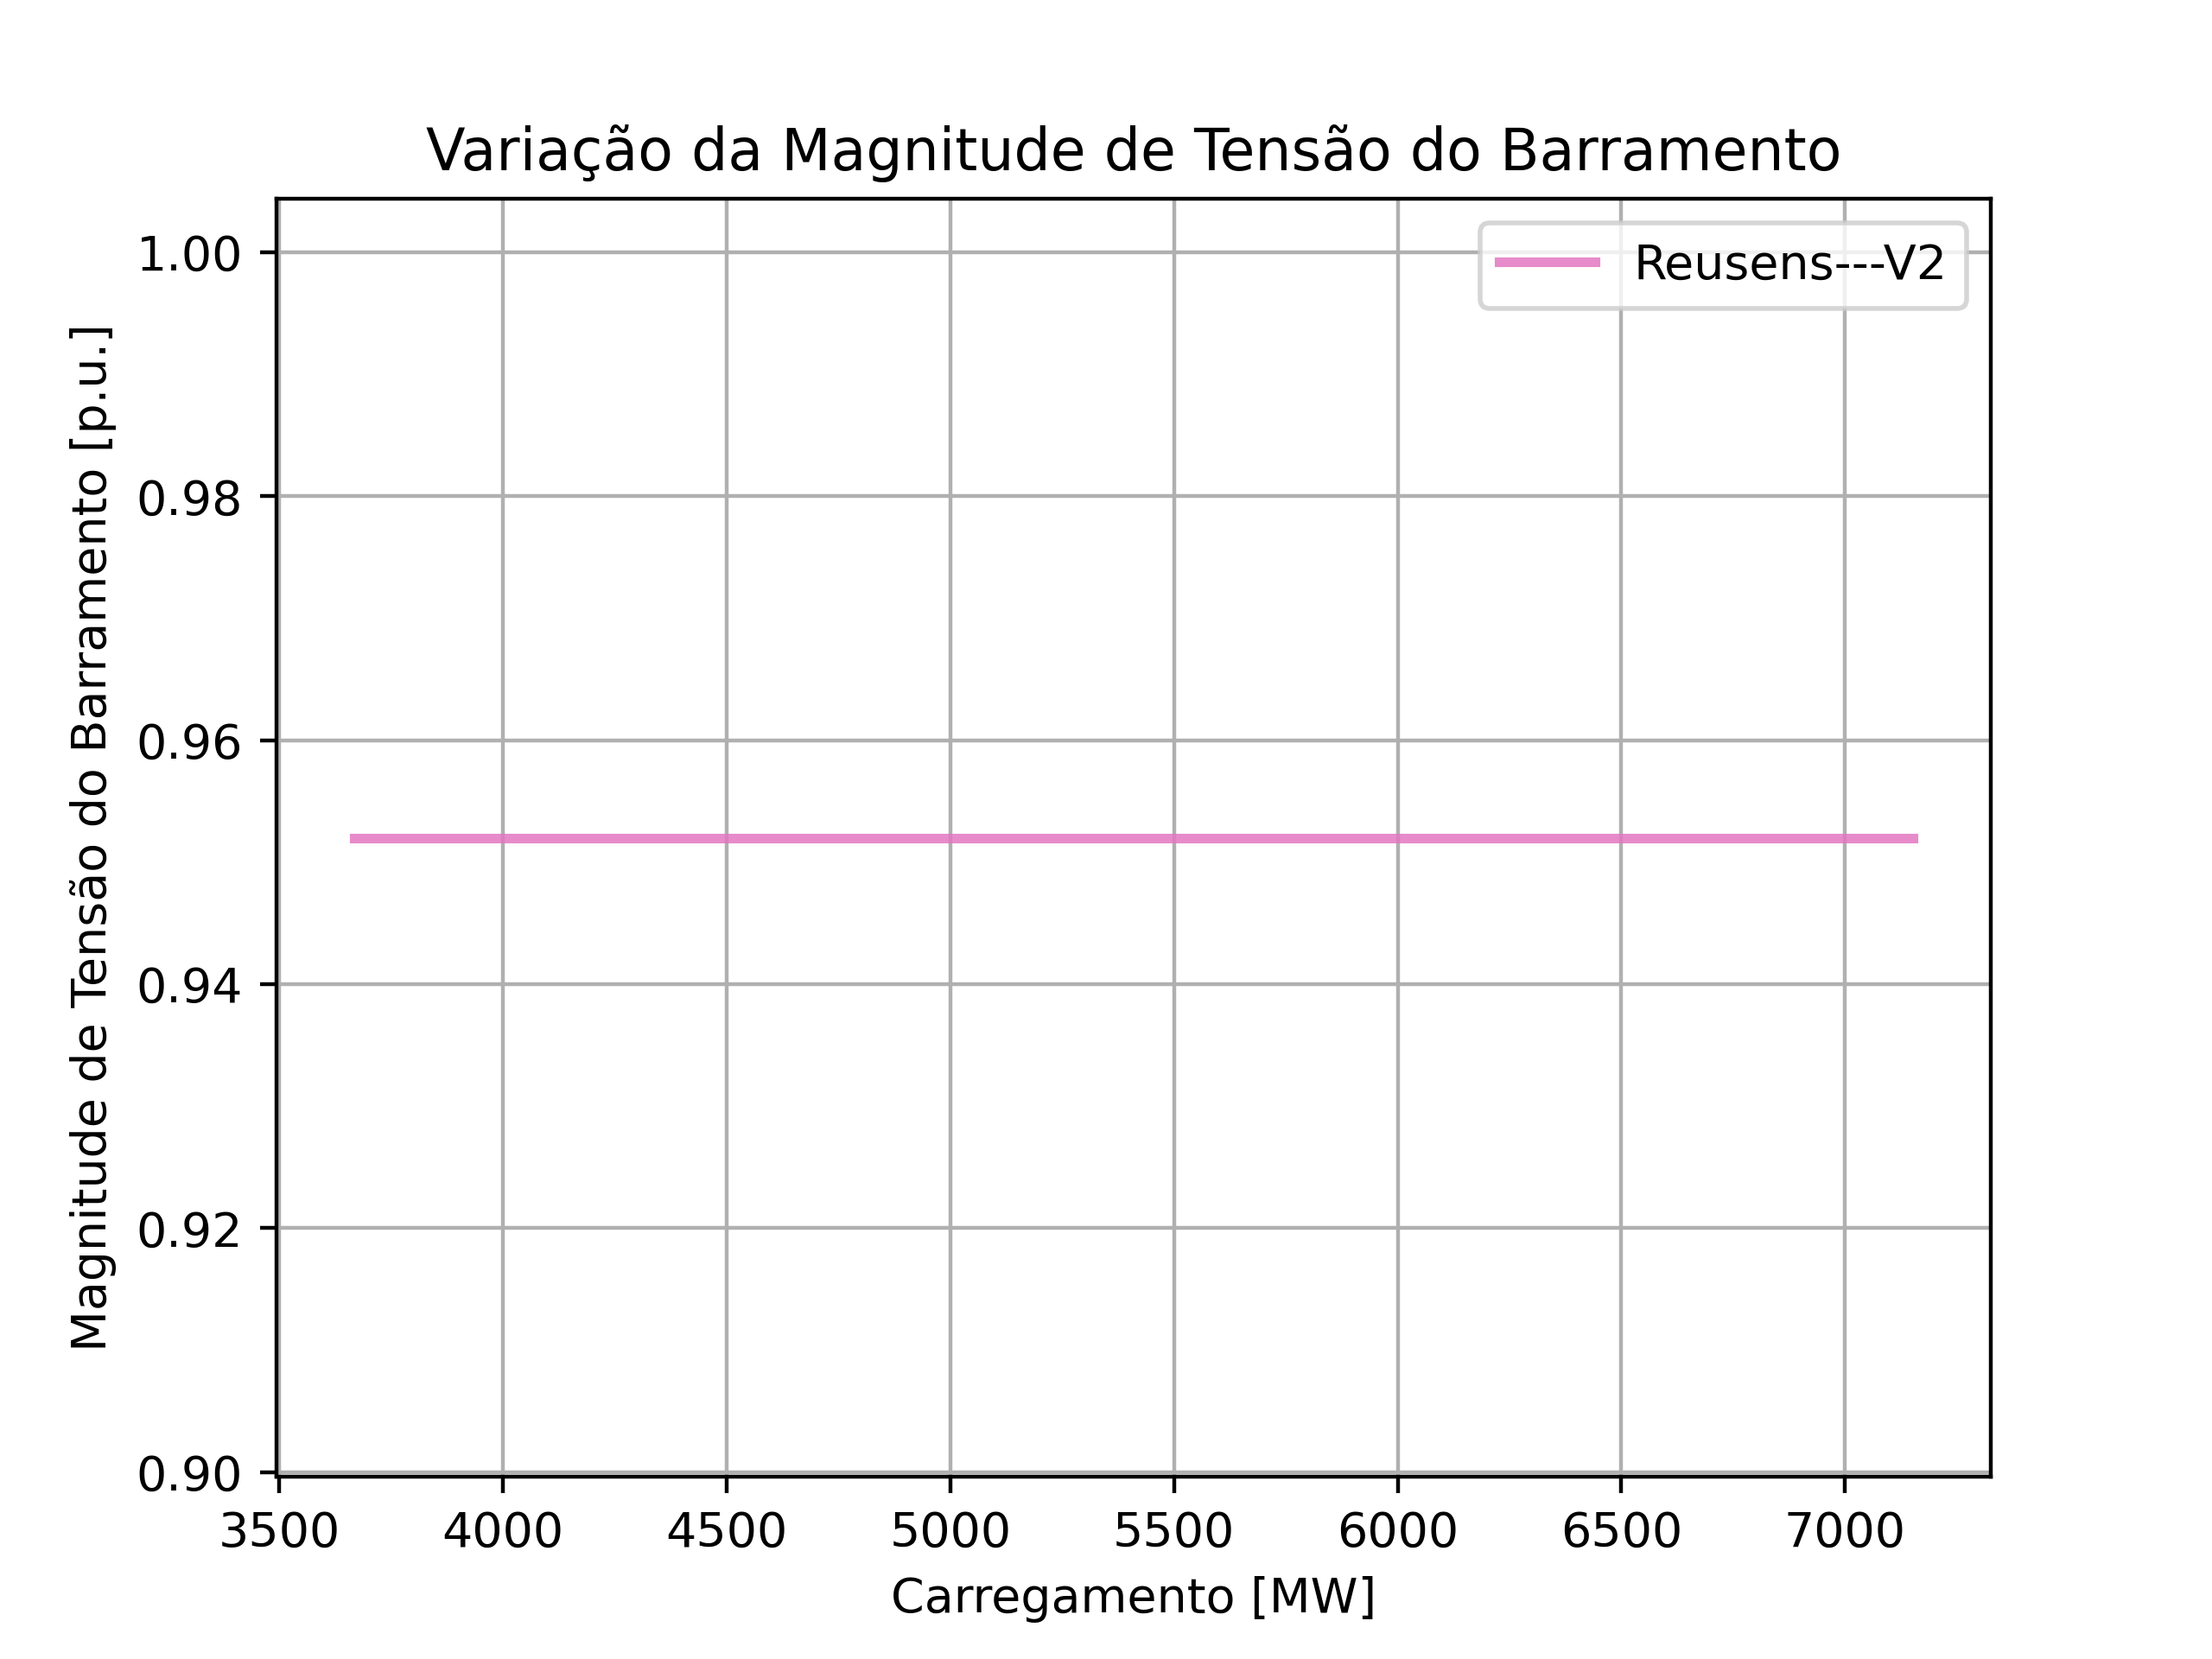 Variação da Magnitude de Tensão do Barramento
Reusens---V2
Magnitude de Tensão do Barramento [p.u.]
1.00
0.98
0.96
0.94
0.92
0.90
3500 4000 4500 5000 5500 6000 6500 7000
Carregamento [MW]